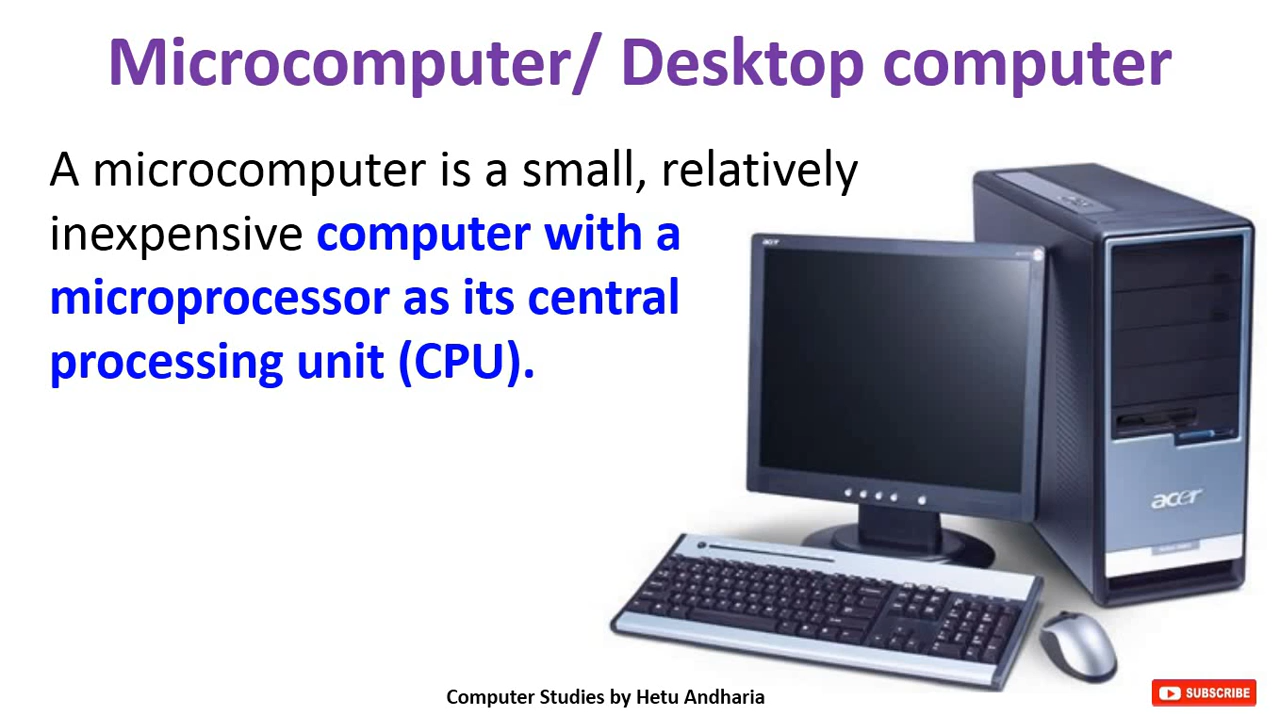 Microcomputer/ Desktop computer
A microcomputer is a small, relatively
inexpensive computer with a
microprocessor as its central
processing unit (CPU).
acer
acer
Computer Studies by Hetu Andharia
SUBSCRIBE